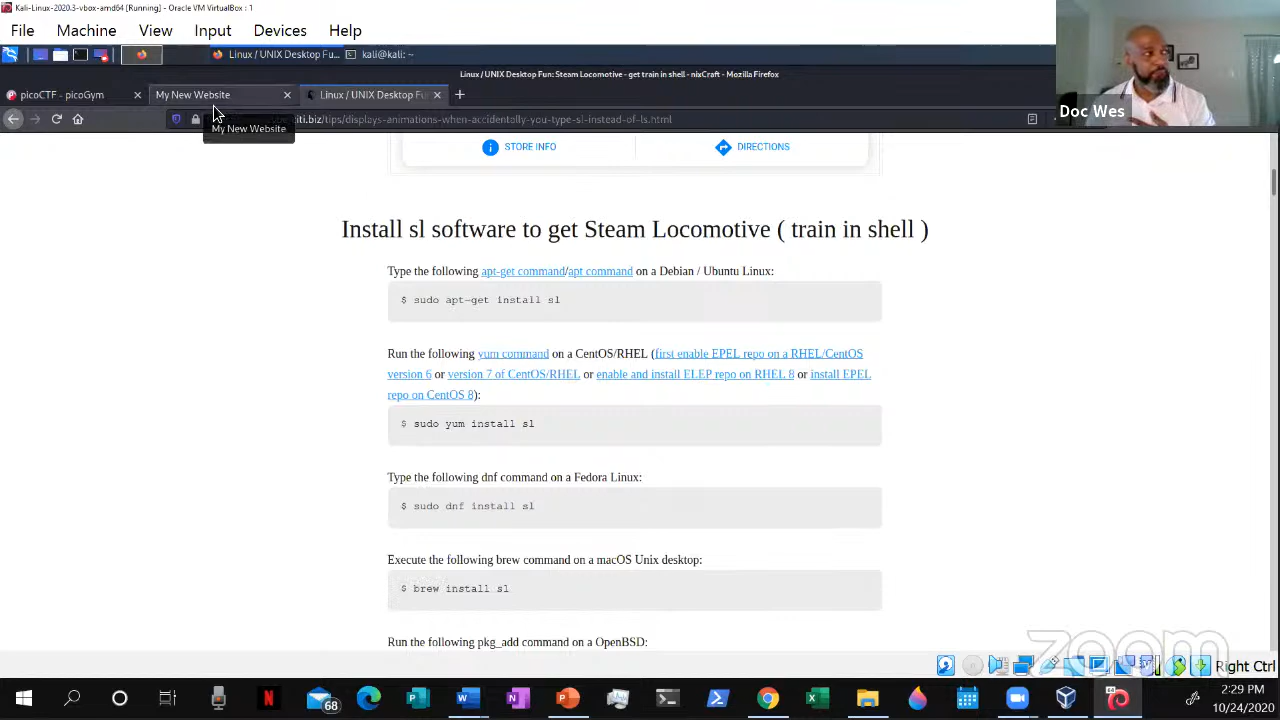 Kali-Linux-2020.3-vbox-amd64 [Running] - Oracle VM VirtualBox : 1
File Machine View Input Devices Help
Linux / UNIX Desktop Fu... kali@kali: ~
Linux / UNIX Desktop Fun: Steam Locomotive - get train in shell - nixCraft - Mozilla Firefox
picoCTF - picoGym My New Website Linux / UNIX Desktop Fu
Doc Wes
biti.biz/tips/displays-animations-when-accidentally-you-type-sl-instead-of-ls.html
My New Website
STORE INFO DIRECTIONS
Install sl software to get Steam Locomotive ( train in shell )
Type the following apt-get command/apt command on a Debian / Ubuntu Linux:
$ sudo apt-get install sl
Run the following yum command on a CentOS/RHEL (first enable EPEL repo on a RHEL/CentOS
version 6 or version 7 of CentOS/RHEL or enable and install ELEP repo on RHEL 8 or install EPEL
repo on CentOS 8):
$ sudo yum install sl
Type the following dnf command on a Fedora Linux:
$ sudo dnf install sl
Execute the following brew command on a macOS Unix desktop:
$ brew install sl
Run the following pkg_add command on a OpenBSD:
zoom
Right Ctrl
68
2:29 PM
10/24/2020